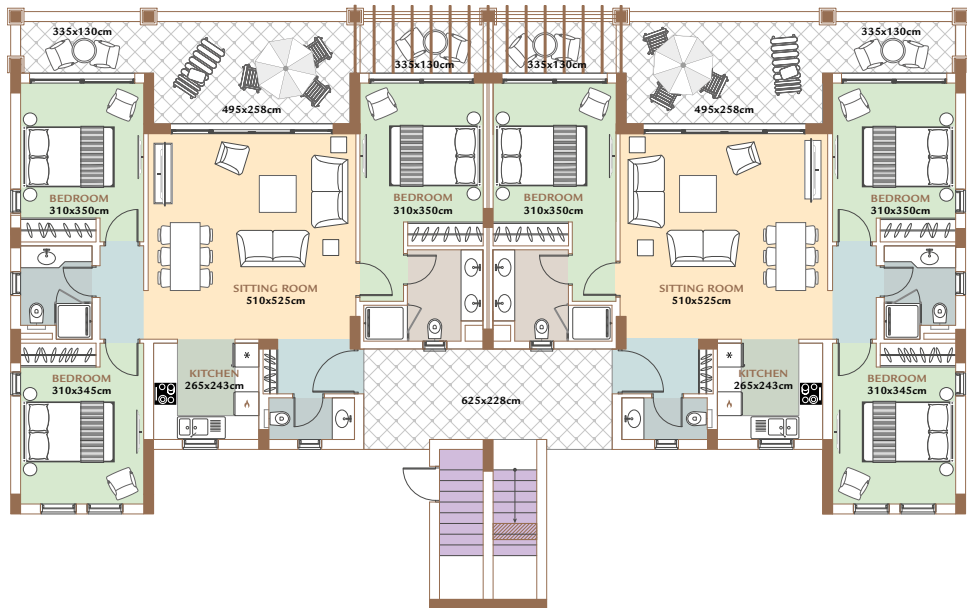 335x130cm
335x130cm
335x130cm
335x130cm
495x258cm
495x258cm
BEDROOM
310x350cm
BEDROOM
310x350cm
BEDROOM
310x350cm
BEDROOM
310x350cm
SITTING ROOM
510x525cm
SITTING ROOM
510x525cm
BEDROOM
310x345cm
KITCHEN
265x243cm
625x228cm
KITCHEN
265x243cm
BEDROOM
310x345cm